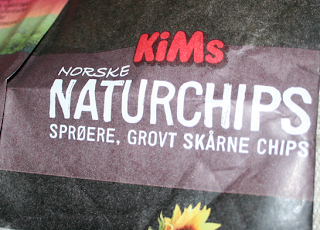 KiMs
NORSKE
NATURCHIPS
SPRØERE, GROVT SKÅRNE CHIPS